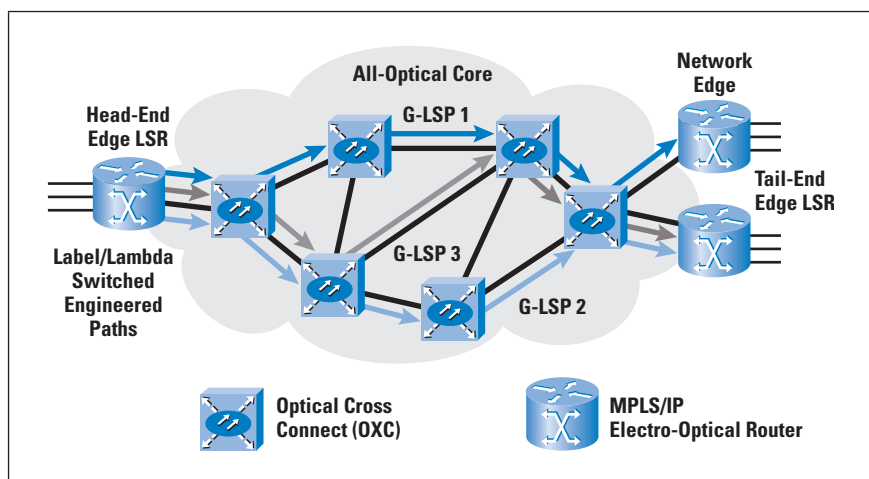 All-Optical Core
Network
Edge
Head-End
Edge LSR
G-LSP 1
Tail-End
Edge LSR
G-LSP 3
Label/Lambda
Switched
Engineered
Paths
G-LSP 2
Optical Cross
Connect (OXC)
MPLS/IP
Electro-Optical Router